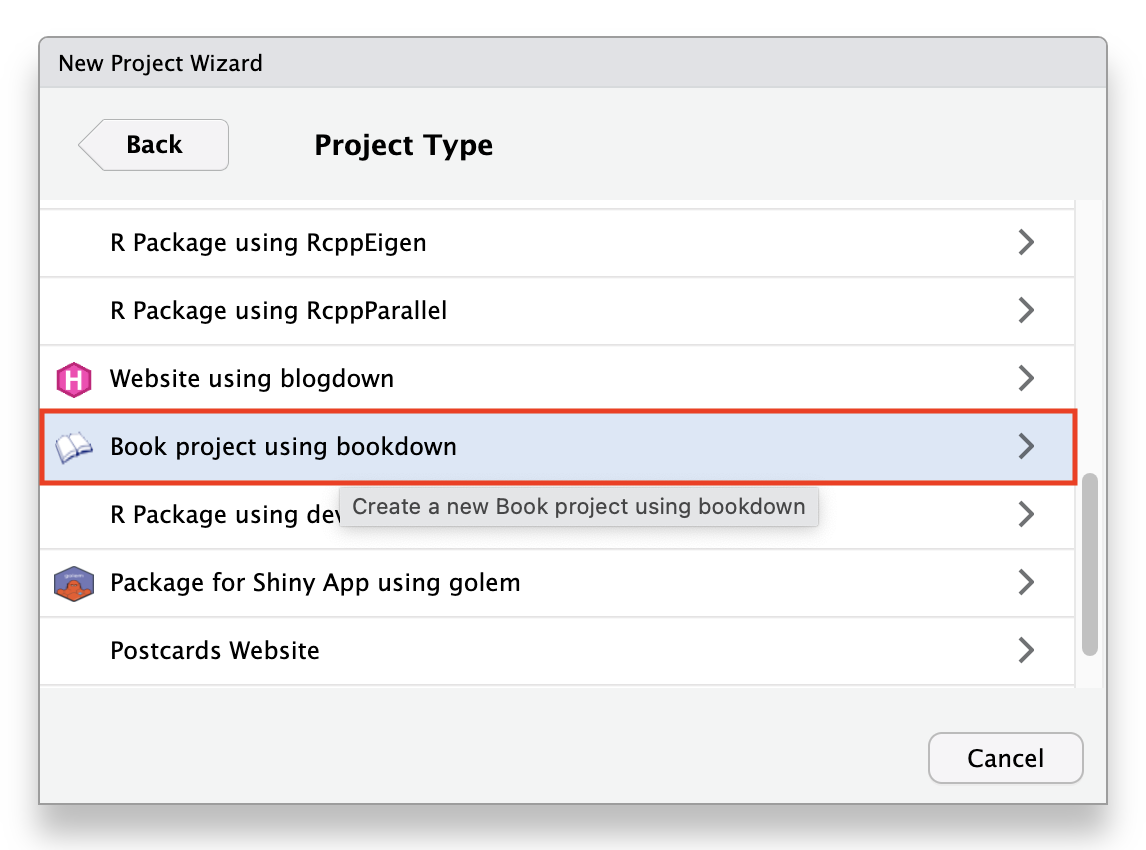 New Project Wizard
Back
Project Type
R Package using RcppEigen
R Package using RcppParallel
H
Website using blogdown
Book project using bookdown
R Package using dev
Create a new Book project using bookdown
Package for Shiny App using golem
Postcards Website
Cancel